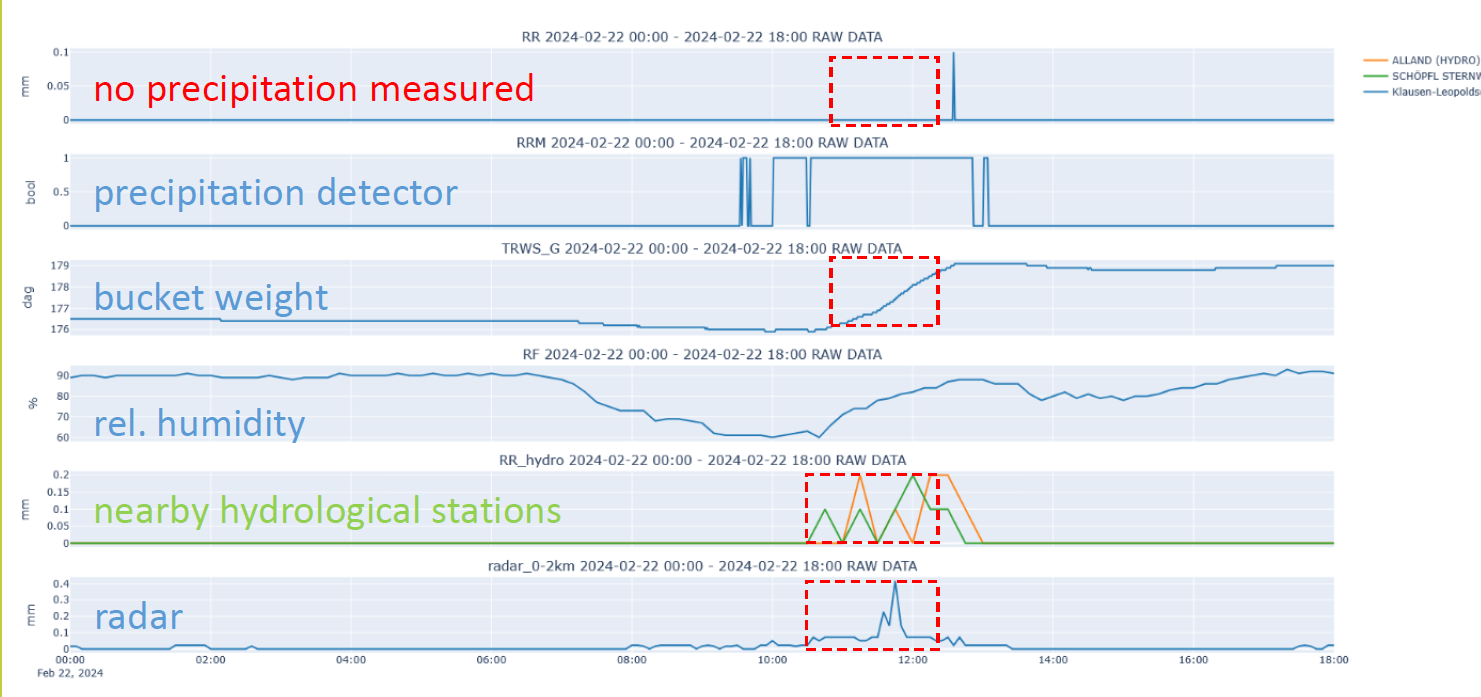 RR 2024-02-22 00:00 - 2024-02-22 18:00 RAW DATA
0.1
0.05
0
mm
no precipitation measured
ALLAND (HYDRO)
SCHÖPFL STERNW
Klausen-Leopolds
RRM 2024-02-22 00:00 - 2024-02-22 18:00 RAW DATA
1
0.5
0
bool
precipitation detector
TRWS_G 2024-02-22 00:00 - 2024-02-22 18:00 RAW DATA
179
178
177
176
dag
bucket weight
RF 2024-02-22 00:00 - 2024-02-22 18:00 RAW DATA
90
80
70
60
%
rel. humidity
RR_hydro 2024-02-22 00:00 - 2024-02-22 18:00 RAW DATA
0.2
0.15
0.1
0.05
0
mm
nearby hydrological stations
radar_0-2km 2024-02-22 00:00 - 2024-02-22 18:00 RAW DATA
0.4
0.3
0.2
0.1
0
mm
radar
00:00 02:00 04:00 06:00 08:00 10:00 12:00 14:00 16:00 18:00
Feb 22, 2024